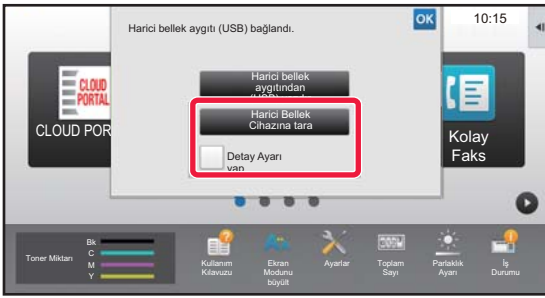 Harici bellek aygıtı (USB) bağlandı.
OK
10:15
Harici bellek
aygıtından
Harici Bellek
Cihazına tara
Detay Ayarı
yap
CLOUD
PORTAL
CLOUD POR
Kolay
Faks
Toner Miktarı
Bk
C
M
Y
Kullanım
Kılavuzu
Ekran
Modunu
büyült
Ayarlar
Toplam
Sayı
Parlaklık
Ayarı
İş
Durumu